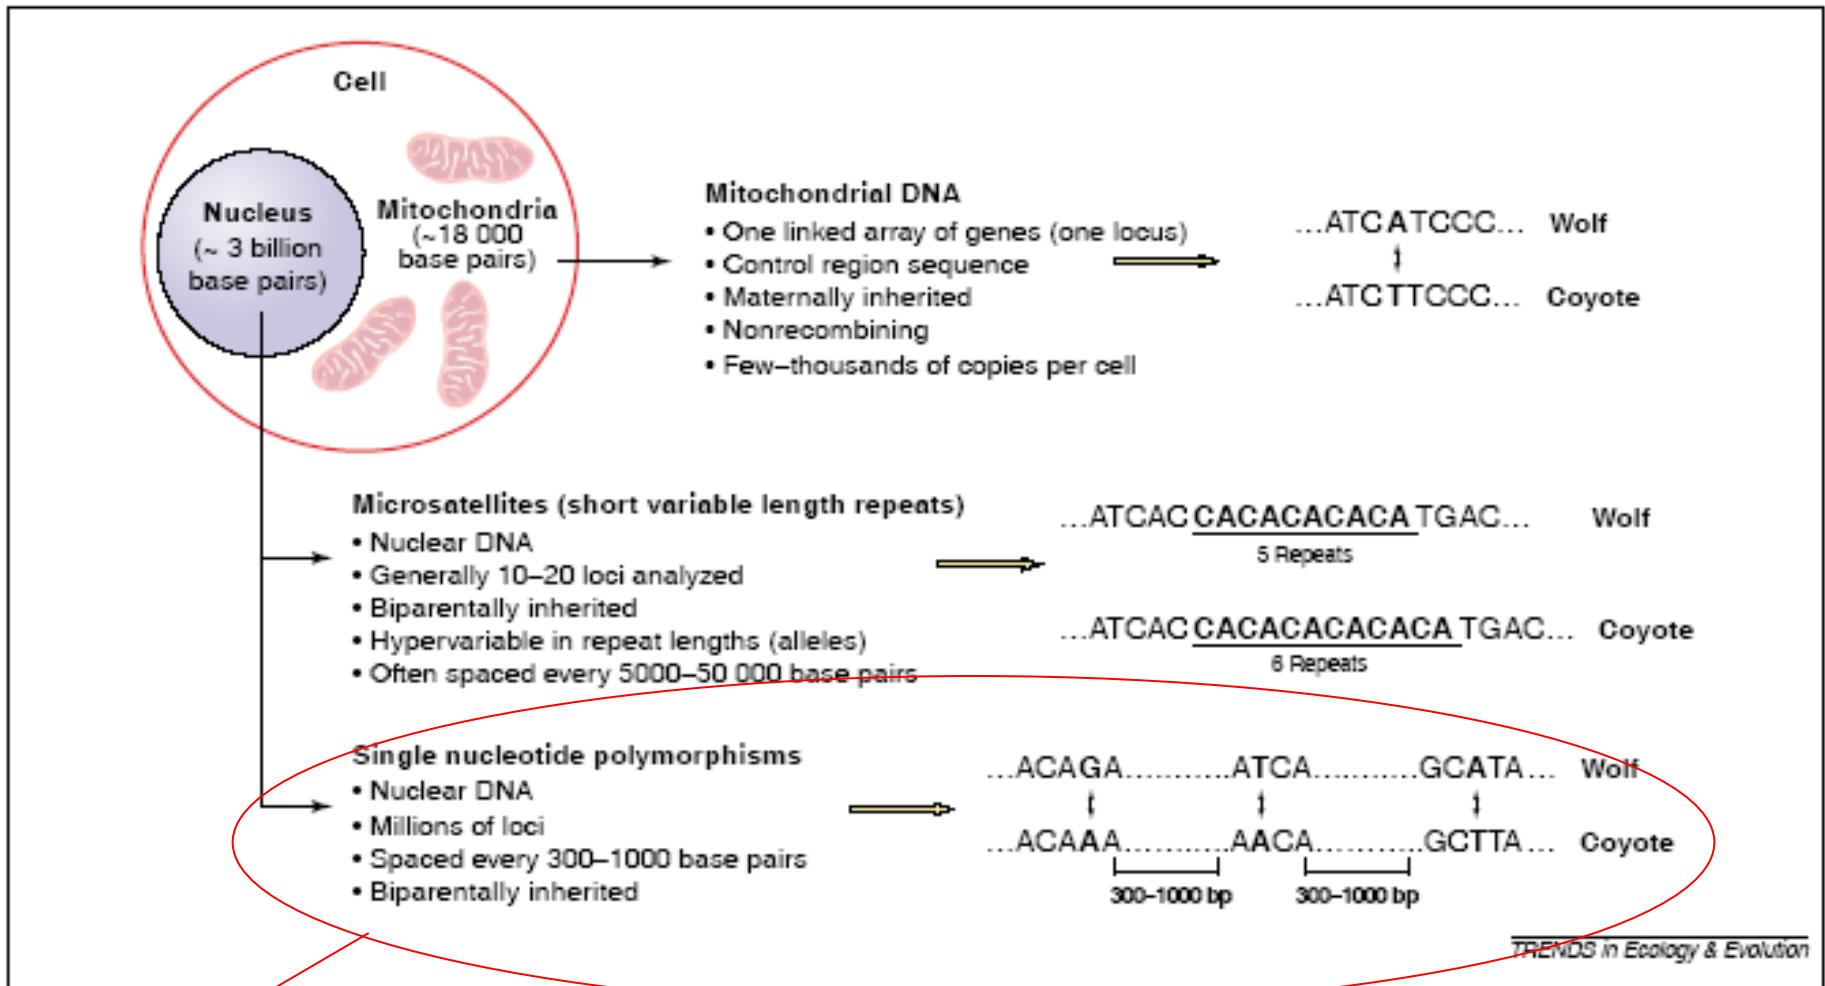 Cell
Nucleus
(~ 3 billion
base pairs)
Mitochondria
(~18 000
base pairs)
Mitochondrial DNA
• One linked array of genes (one locus)
• Control region sequence
• Maternally inherited
• Nonrecombining
• Few–thousands of copies per cell
...ATCATCCC... Wolf
...ATCTTCCC... Coyote
Microsatellites (short variable length repeats)
• Nuclear DNA
• Generally 10–20 loci analyzed
• Biparentally inherited
• Hypervariable in repeat lengths (alleles)
• Often spaced every 5000–50 000 base pairs
...ATCACCACACACACATGAC... Wolf
5 Repeats
...ATCACCACACACACACATGAC... Coyote
6 Repeats
Single nucleotide polymorphisms
• Nuclear DNA
• Millions of loci
• Spaced every 300–1000 base pairs
• Biparentally inherited
...ACAGA...........ATCA...........GCATA... Wolf
...ACAAA...........AACA...........GCTTA... Coyote
300–1000 bp 300–1000 bp
TRENDS in Ecology & Evolution